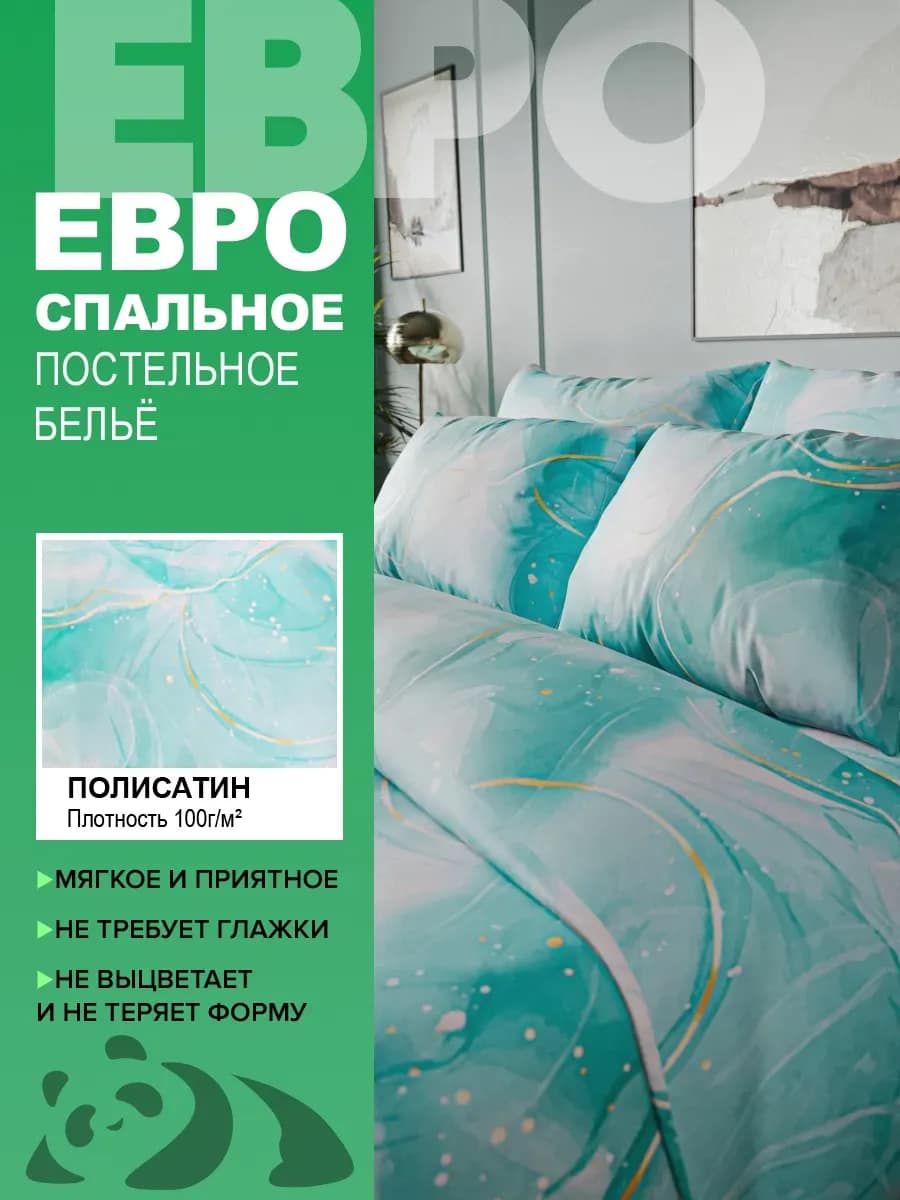 ЕВРО
ЕВРО
СПАЛЬНОЕ
ПОСТЕЛЬНОЕ
БЕЛЬЁ
ПОЛИСАТИН
Плотность 100г/м²
МЯГКОЕ И ПРИЯТНОЕ
НЕ ТРЕБУЕТ ГЛАЖКИ
НЕ ВЫЦВЕТАЕТ
И НЕ ТЕРЯЕТ ФОРМУ